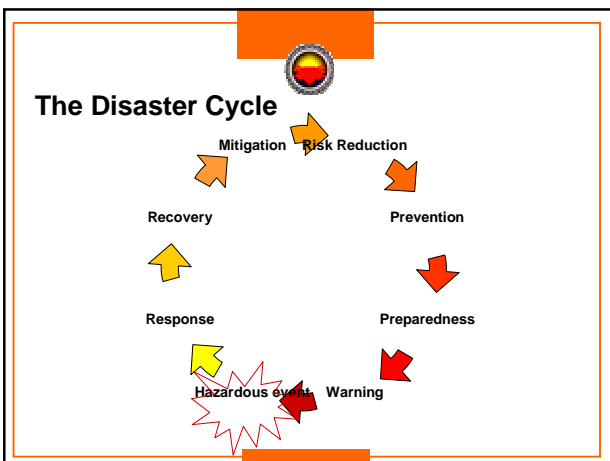 The Disaster Cycle
Mitigation
Risk Reduction
Prevention
Preparedness
Warning
Hazardous event
Response
Recovery